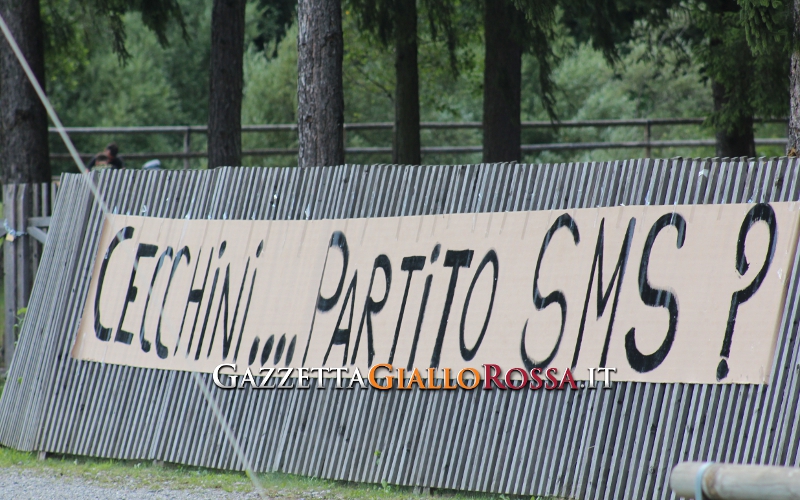 CECCHINI.... PARTITO SMS ?
GAZZETTAGIALLOROSSA.IT